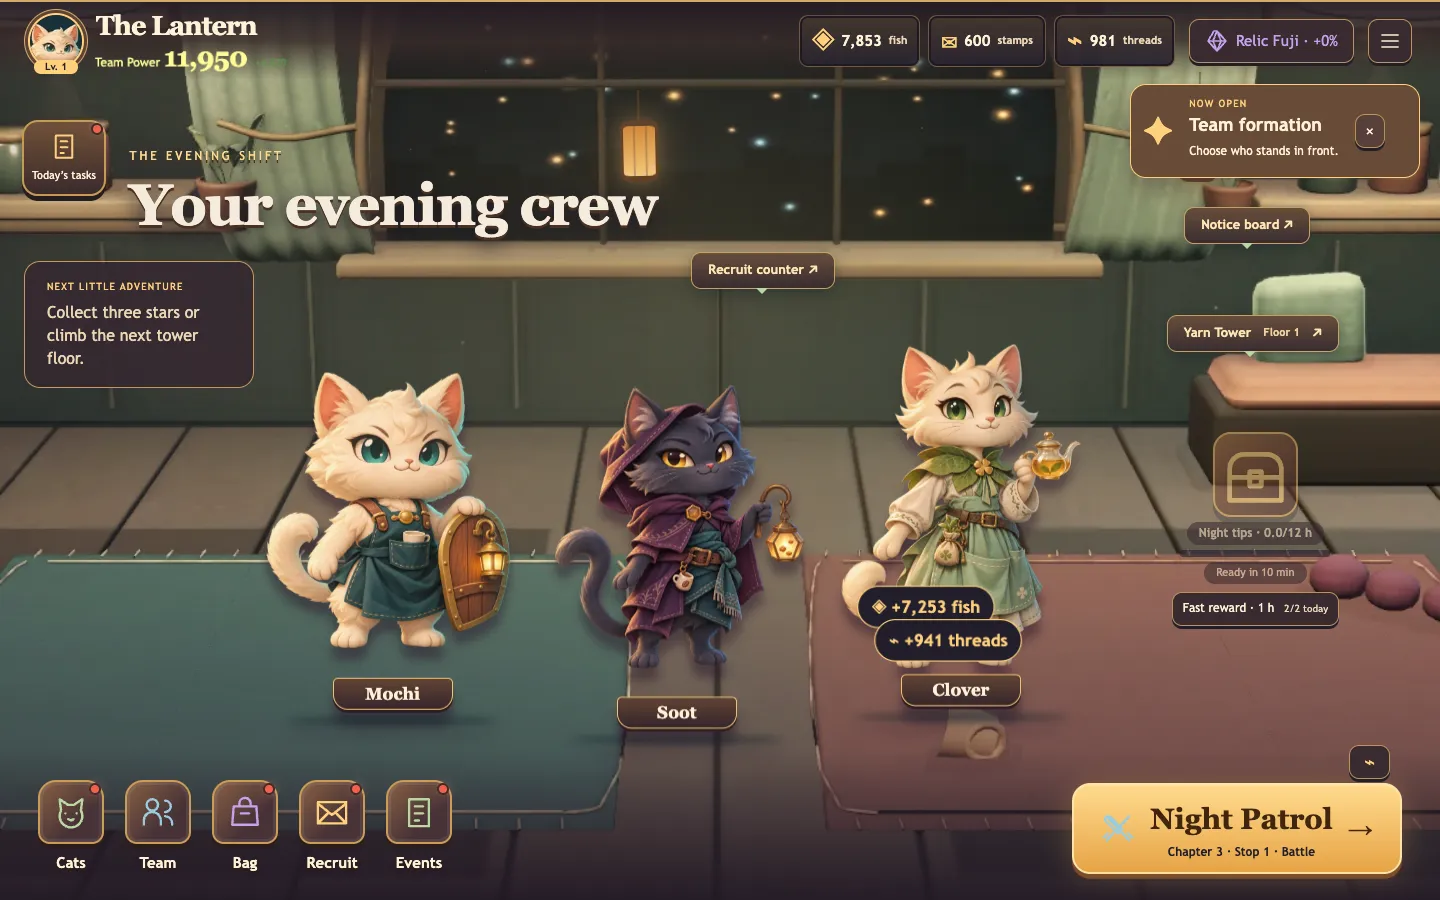 The Lantern
Team Power 11,950
Lv. 1
7,853 fish
600 stamps
981 threads
Relic Fuji · +0%
NOW OPEN
Team formation
Choose who stands in front.
×
Today's tasks
THE EVENING SHIFT
Your evening crew
Notice board ↗
Recruit counter ↗
NEXT LITTLE ADVENTURE
Collect three stars or
climb the next tower
floor.
Yarn Tower Floor 1 ↗
Night tips · 0.0/12 h
Ready in 10 min
Fast reward · 1 h 2/2 today
+7,253 fish
+941 threads
Mochi
Soot
Clover
Cats
Team
Bag
Recruit
Events
Night Patrol →
Chapter 3 · Stop 1 · Battle